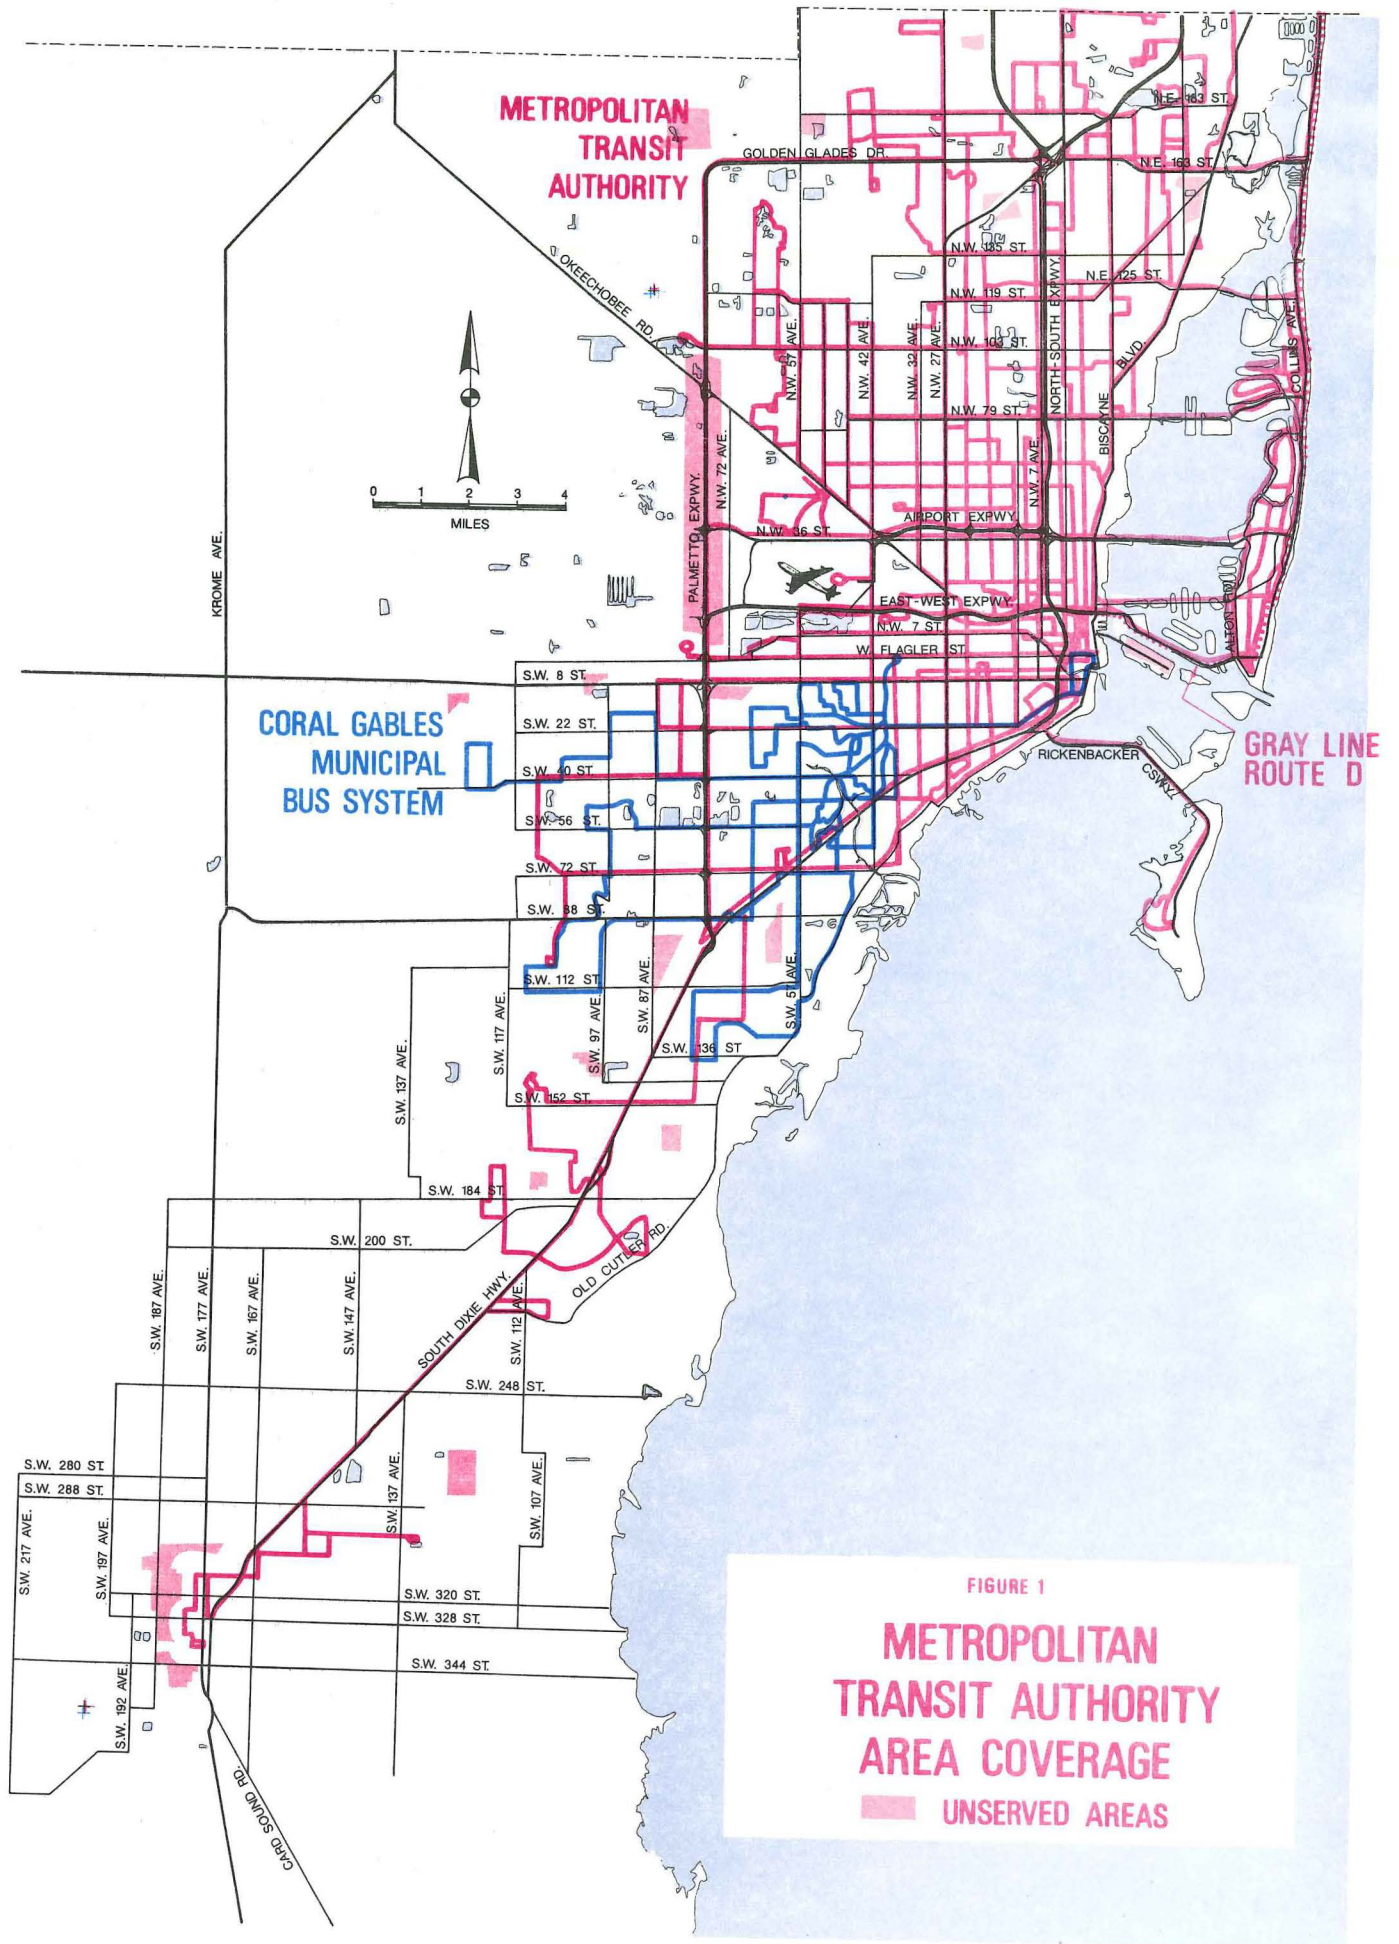 METROPOLITAN
TRANSIT
AUTHORITY
N.E. 183 ST.
GOLDEN GLADES DR.
N.E. 163 ST.
OKEECHOBEE RD.
N.W. 135 ST.
N.E. 125 ST.
N.W. 119 ST.
N.W. 103 ST.
N.W. 57 AVE.
N.W. 42 AVE.
N.W. 32 AVE.
N.W. 27 AVE.
NORTH-SOUTH EXPWY.
BISCAYNE BLVD.
COLLINS AVE.
N.W. 79 ST.
N.W. 72 AVE.
N.W. 7 AVE.
0 1 2 3 4
MILES
KROME AVE.
PALMETTO EXPWY.
AIRPORT EXPWY.
N.W. 36 ST.
EAST-WEST EXPWY.
N.W. 7 ST.
W. FLAGLER ST.
ALTON RD.
S.W. 8 ST.
S.W. 22 ST.
S.W. 40 ST.
S.W. 56 ST.
S.W. 72 ST.
S.W. 88 ST.
CORAL GABLES
MUNICIPAL
BUS SYSTEM
RICKENBACKER CSWY.
GRAY LINE
ROUTE D
S.W. 112 ST.
S.W. 117 AVE.
S.W. 97 AVE.
S.W. 87 AVE.
S.W. 57 AVE.
S.W. 136 ST
S.W. 137 AVE.
S.W. 152 ST.
S.W. 184 ST.
S.W. 200 ST.
OLD CUTLER RD.
S.W. 187 AVE.
S.W. 177 AVE.
S.W. 167 AVE.
S.W. 147 AVE.
SOUTH DIXIE HWY.
S.W. 112 AVE.
S.W. 248 ST.
S.W. 280 ST.
S.W. 288 ST.
S.W. 217 AVE.
S.W. 197 AVE.
S.W. 137 AVE.
S.W. 107 AVE.
S.W. 320 ST.
S.W. 328 ST.
S.W. 344 ST.
S.W. 192 AVE.
CARD SOUND RD.
FIGURE 1
METROPOLITAN
TRANSIT AUTHORITY
AREA COVERAGE
UNSERVED AREAS